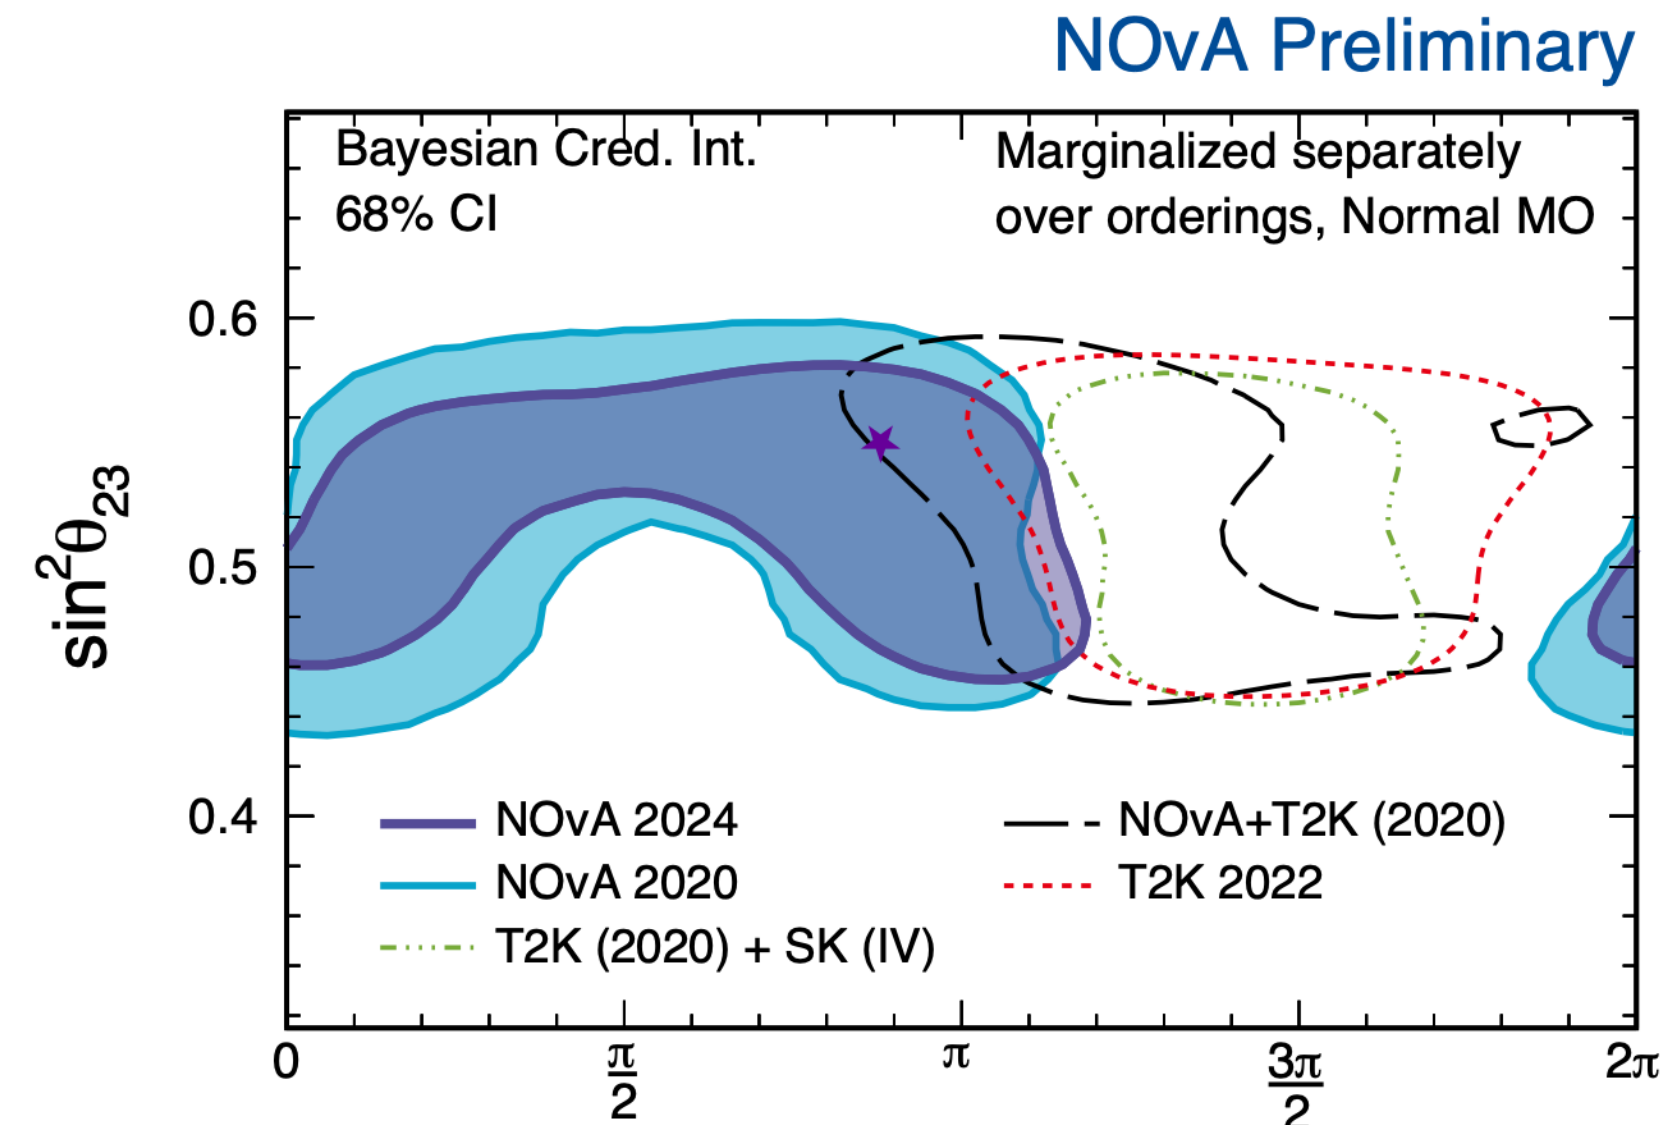 NOvA Preliminary
Bayesian Cred. Int.
68% CI
Marginalized separately
over orderings, Normal MO
sin²θ₂₃
0.6
0.5
0.4
NOvA 2024
NOvA 2020
T2K (2020) + SK (IV)
NOvA+T2K (2020)
T2K 2022
0
π
2
π
3π
2
2π